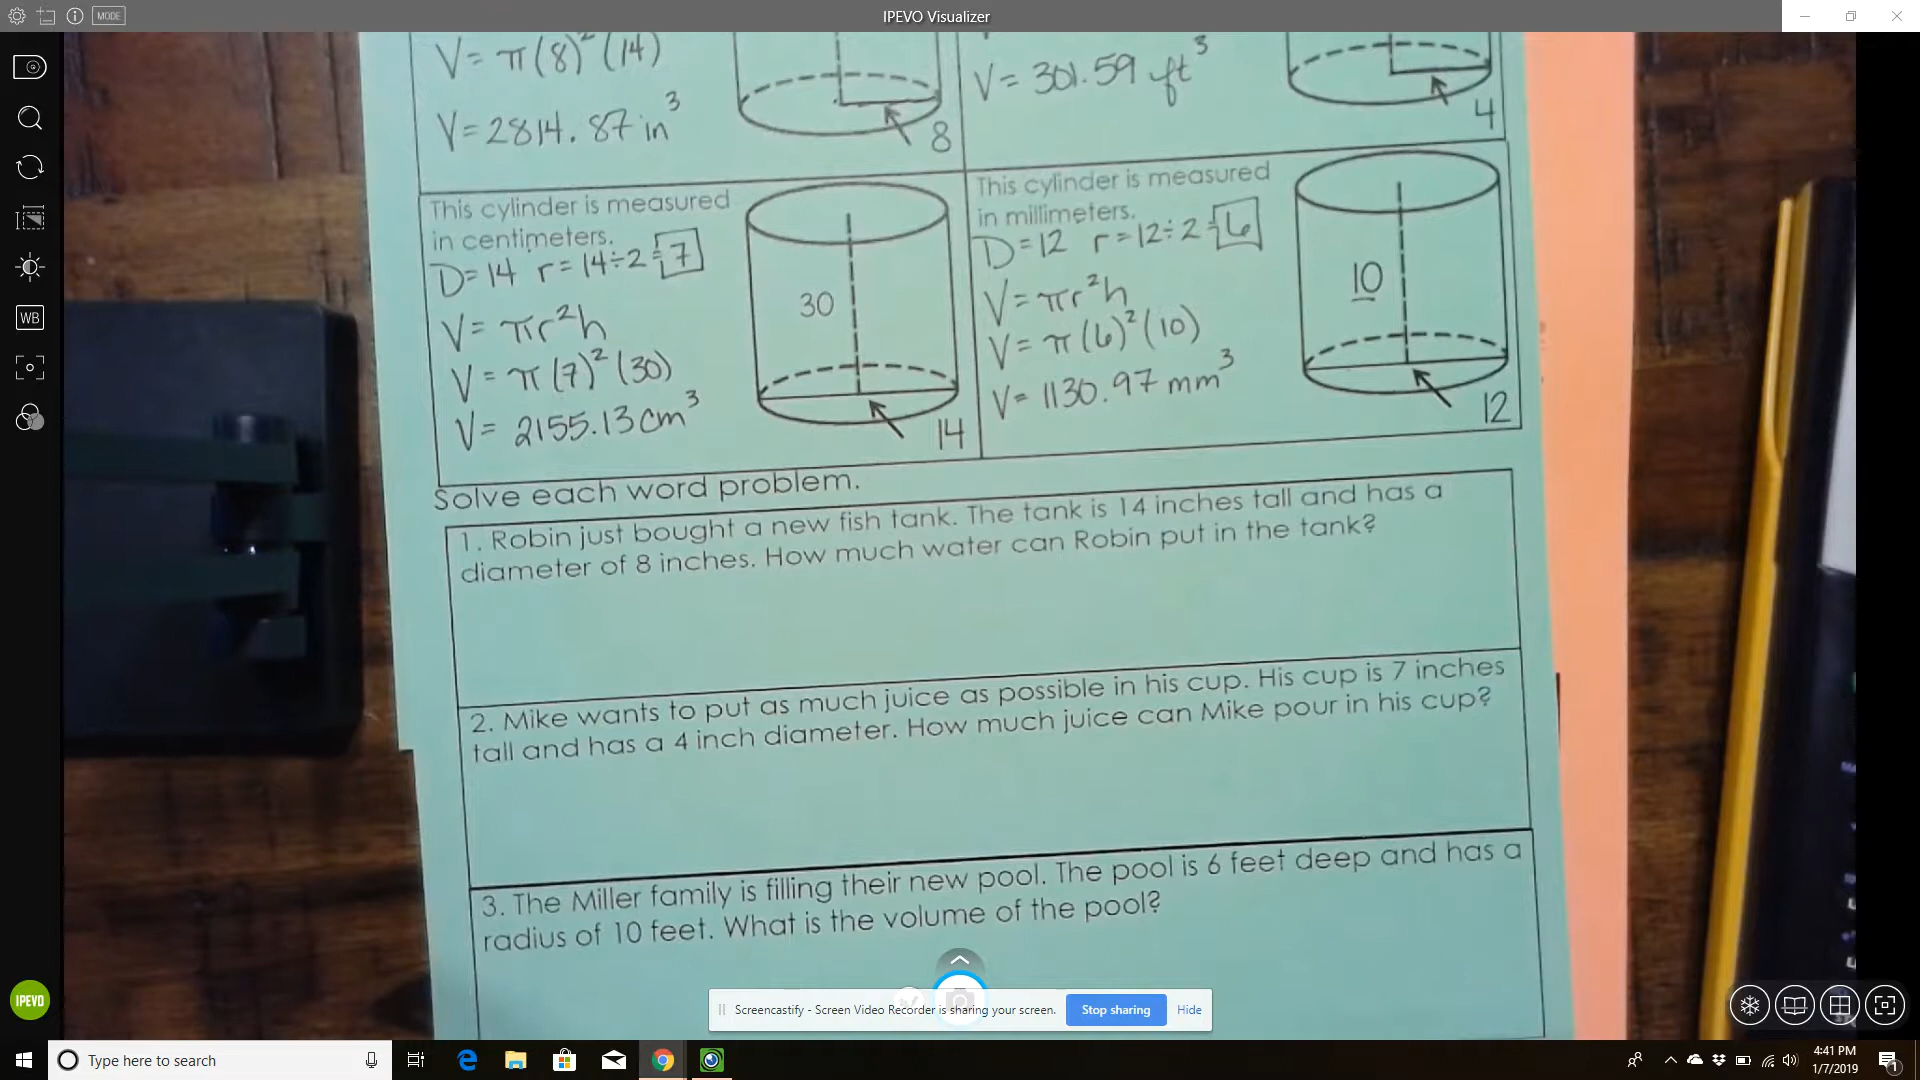 MODE
IPEVO Visualizer
V = π(8)²(14)
V = 2814.87 in³
8
V = 301.59 ft³
4
This cylinder is measured
in centimeters.
D = 14 r = 14 ÷ 2 = 7
V = πr²h
V = π(7)²(30)
V = 2155.13 cm³
30
14
This cylinder is measured
in millimeters.
D = 12 r = 12 ÷ 2 = 6
V = πr²h
V = π(6)²(10)
V = 1130.97 mm³
10
12
Solve each word problem.
1. Robin just bought a new fish tank. The tank is 14 inches tall and has a
diameter of 8 inches. How much water can Robin put in the tank?
2. Mike wants to put as much juice as possible in his cup. His cup is 7 inches
tall and has a 4 inch diameter. How much juice can Mike pour in his cup?
3. The Miller family is filling their new pool. The pool is 6 feet deep and has a
radius of 10 feet. What is the volume of the pool?
WB
IPEVO
Screencastify - Screen Video Recorder is sharing your screen.
Stop sharing
Hide
Type here to search
4:41 PM
1/7/2019
1